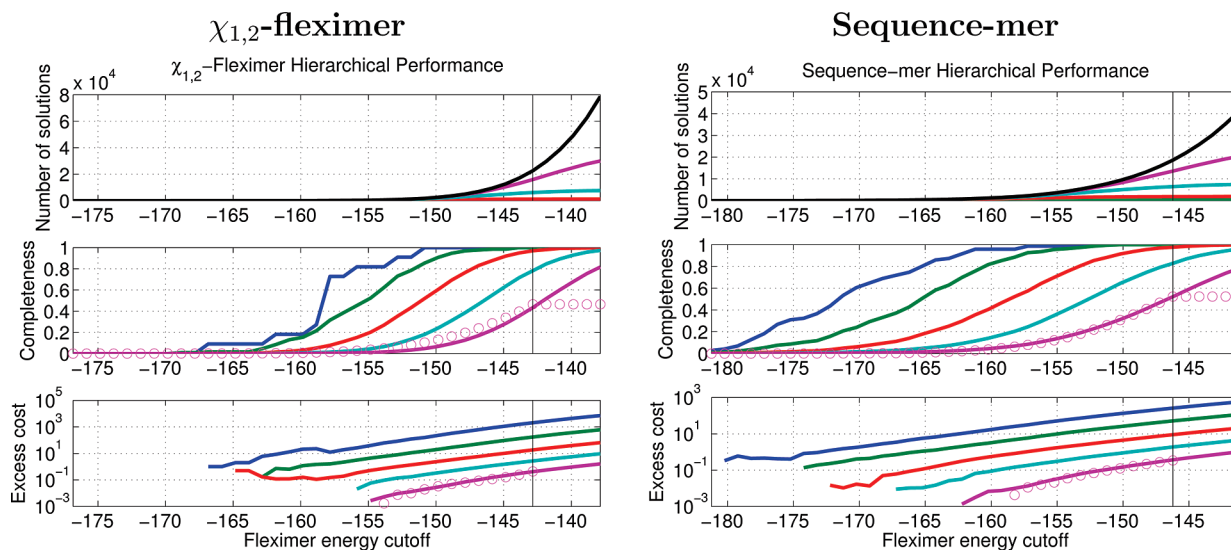 χ1,2-fleximer
χ1,2−Fleximer Hierarchical Performance
x 10^4
Number of solutions
8
6
4
2
0
−175 −170 −165 −160 −155 −150 −145 −140
Completeness
1
0.8
0.6
0.4
0.2
0
−175 −170 −165 −160 −155 −150 −145 −140
Excess cost
10^5
10^3
10^1
10^−1
10^−3
−175 −170 −165 −160 −155 −150 −145 −140
Fleximer energy cutoff
Sequence-mer
Sequence−mer Hierarchical Performance
x 10^4
Number of solutions
5
4
3
2
1
0
−180 −175 −170 −165 −160 −155 −150 −145
Completeness
1
0.8
0.6
0.4
0.2
0
−180 −175 −170 −165 −160 −155 −150 −145
Excess cost
10^3
10^1
10^−1
10^−3
−180 −175 −170 −165 −160 −155 −150 −145
Fleximer energy cutoff